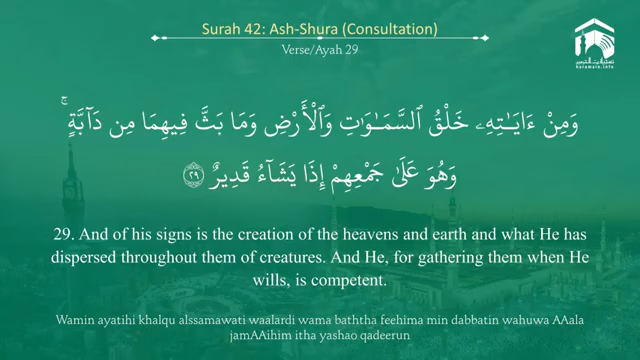 Surah 42: Ash-Shura (Consultation)
Verse/Ayah 29
haramain.info
وَمِنْ ءَايَـٰتِهِۦ خَلْقُ ٱلسَّمَـٰوَٰتِ وَٱلْأَرْضِ وَمَا بَثَّ فِيهِمَا مِن دَآبَّةٍ ۚ
وَهُوَ عَلَىٰ جَمْعِهِمْ إِذَا يَشَآءُ قَدِيرٌ ٢٩
29. And of his signs is the creation of the heavens and earth and what He has
dispersed throughout them of creatures. And He, for gathering them when He
wills, is competent.
Wamin ayatihi khalqu alssamawati waalardi wama baththa feehima min dabbatin wahuwa AAala
jamAAihim itha yashao qadeerun